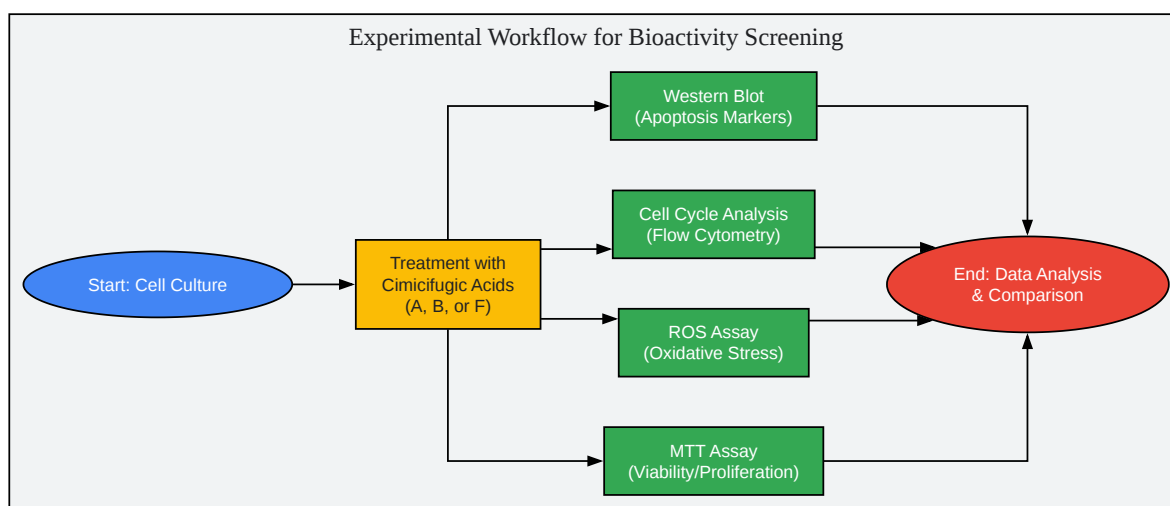 Experimental Workflow for Bioactivity Screening
Start: Cell Culture
Treatment with
Cimicifugic Acids
(A, B, or F)
Western Blot
(Apoptosis Markers)
Cell Cycle Analysis
(Flow Cytometry)
ROS Assay
(Oxidative Stress)
MTT Assay
(Viability/Proliferation)
End: Data Analysis
& Comparison